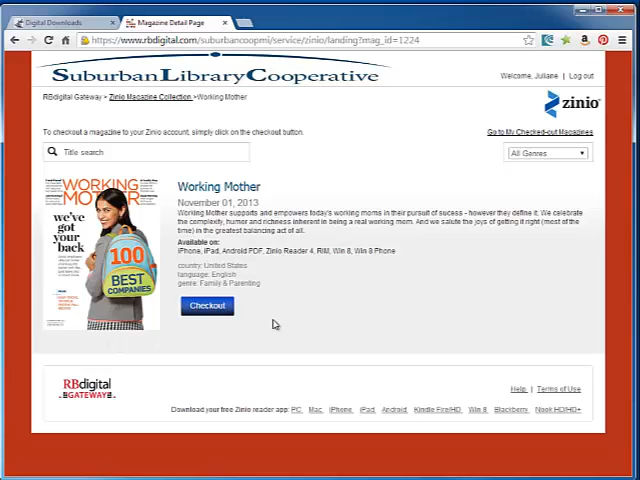 Digital Downloads
Magazine Detail Page
https://www.rbdigital.com/suburbancoopmi/service/zinio/landing?mag_id=1224
SuburbanLibraryCooperative
Welcome, Juliane | Log out
RBdigital Gateway > Zinio Magazine Collection > Working Mother
zinio
To checkout a magazine to your Zinio account, simply click on the checkout button.
Go to My Checked-out Magazines
Title search
All Genres
WORKING MOTHER
we've
got
your
back
100
BEST
COMPANIES
Working Mother
November 01, 2013
Working Mother supports and empowers today's working moms in their pursuit of success - however they define it. We celebrate
the complexity, humor and richness inherent in being a real working mom. And we salute the joys of getting it right (most of the
time) in the greatest balancing act of all.
Available on:
iPhone, iPad, Android PDF, Zinio Reader 4, RIM, Win 8, Win 8 Phone
country: United States
language: English
genre: Family & Parenting
Checkout
RBdigital
GATEWAY
Help | Terms of Use
Download your free Zinio reader app: PC Mac iPhone iPad Android Kindle Fire/HD Win 8 Blackberry Nook HD/HD+